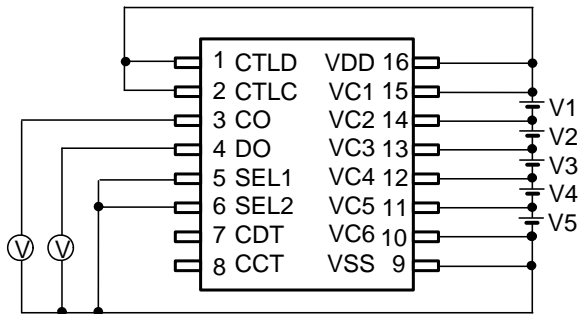 1 CTLD VDD 16
2 CTLC VC1 15
V1
3 CO VC2 14
V2
4 DO VC3 13
V3
5 SEL1 VC4 12
V4
6 SEL2 VC5 11
V5
7 CDT VC6 10
V V
8 CCT VSS 9